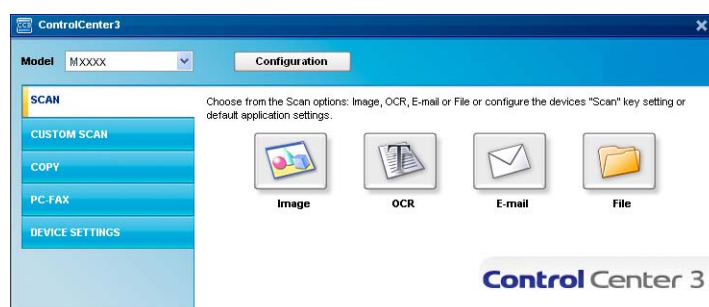 ControlCenter3
Model MXXXX Configuration
SCAN
CUSTOM SCAN
COPY
PC-FAX
DEVICE SETTINGS
Choose from the Scan options: Image, OCR, E-mail or File or configure the devices "Scan" key setting or
default application settings.
Image OCR E-mail File
Control Center 3